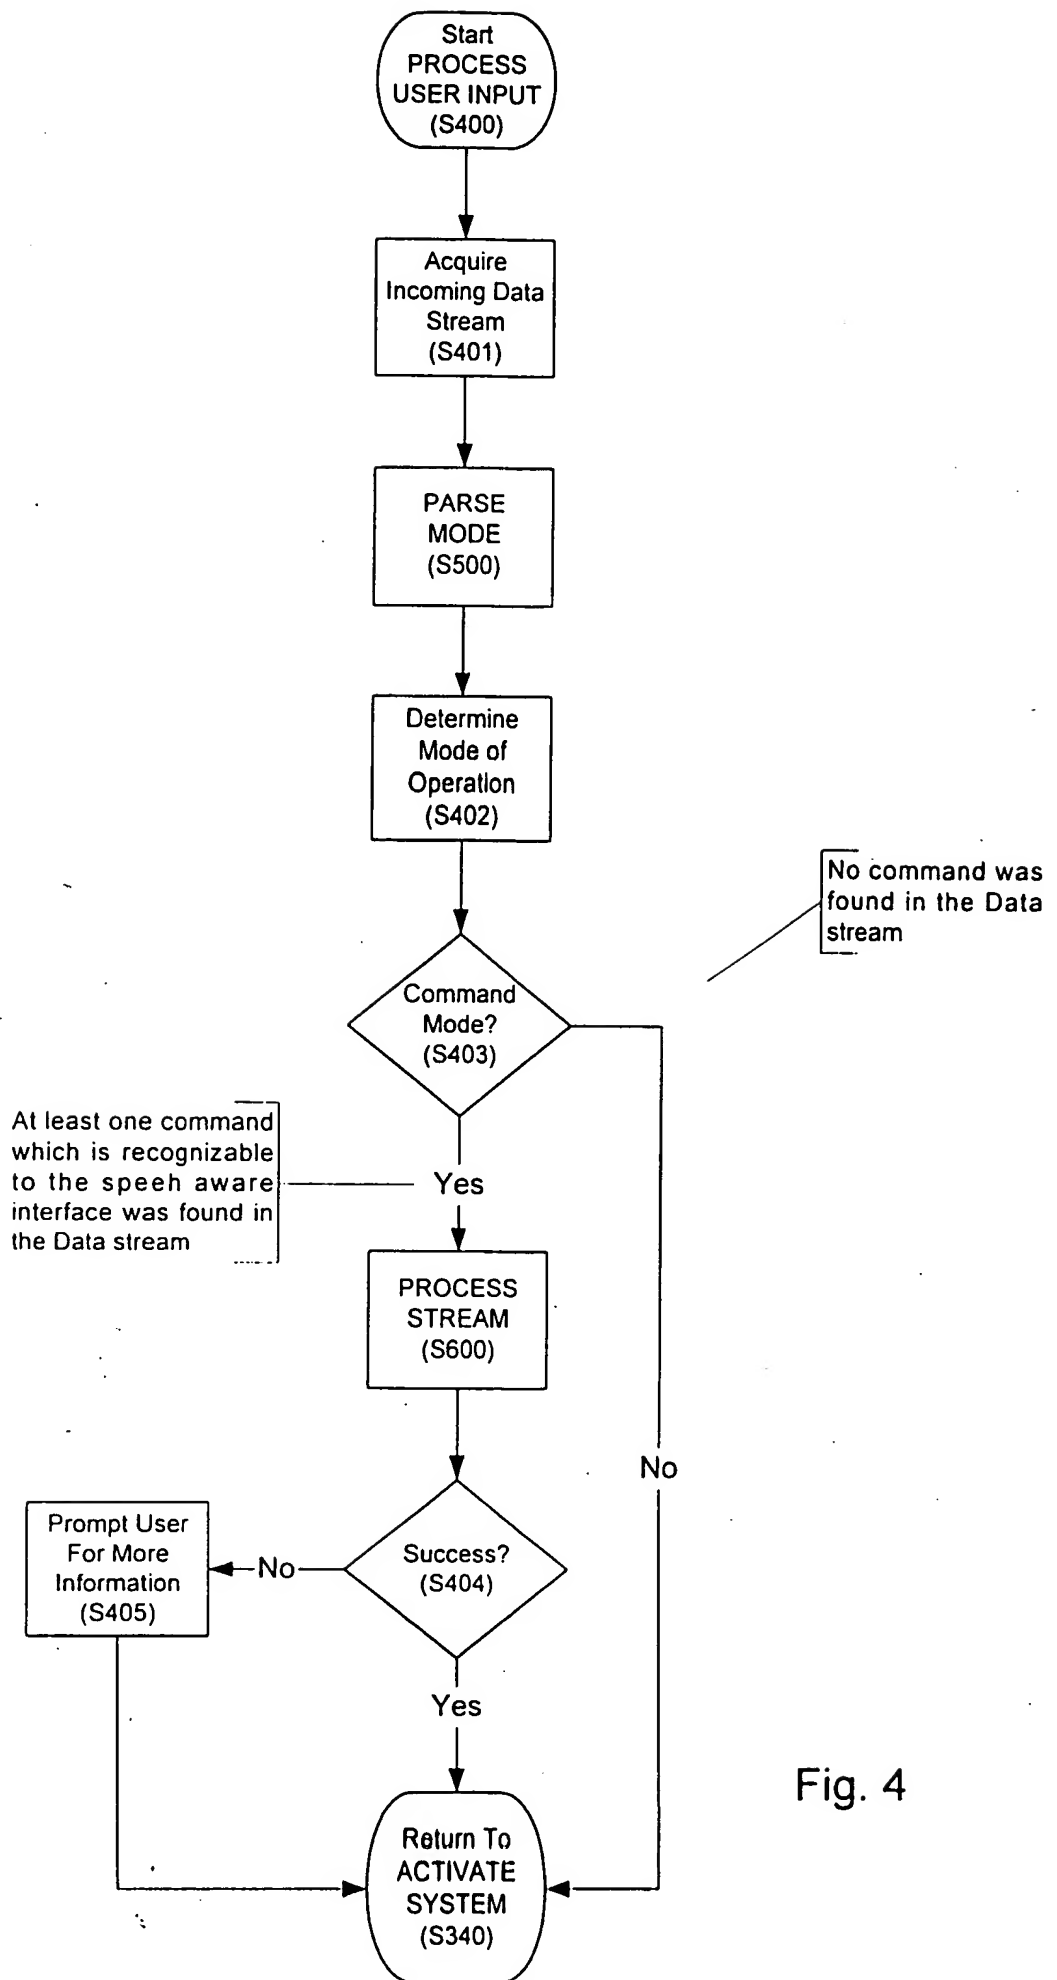 Start
PROCESS
USER INPUT
(S400)
Acquire
Incoming Data
Stream
(S401)
PARSE
MODE
(S500)
Determine
Mode of
Operation
(S402)
No command was
found in the Data
stream
Command
Mode?
(S403)
At least one command
which is recognizable
to the speeh aware
interface was found in
the Data stream
Yes
PROCESS
STREAM
(S600)
No
Prompt User
For More
Information
(S405)
No
Success?
(S404)
Yes
Fig. 4
Return To
ACTIVATE
SYSTEM
(S340)